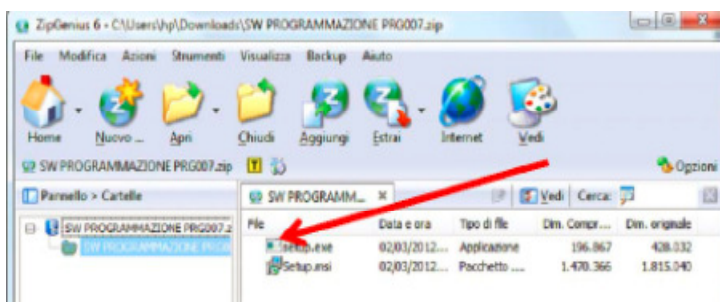 ZipGenius 6 - C:\Users\hp\Downloads\SW PROGRAMMAZIONE PRG007.zip
File Modifica Azioni Strumenti Visualizza Backup Aiuto
Home Nuovo ... Apri Chiudi Aggiungi Estrai Internet Vedi
SW PROGRAMMAZIONE PRG007.zip Opzioni
Pannello > Cartelle SW PROGRAMM... Vedi Cerca:
SW PROGRAMMAZIONE PRG007.z File Data e ora Tipo di file Dim. Compr... Dim. originale
SW PROGRAMMAZIONE PRG00 setup.exe 02/03/2012... Applicazione 196.867 428.032
Setup.msi 02/03/2012... Pacchetto .... 1.470.366 1.815.040